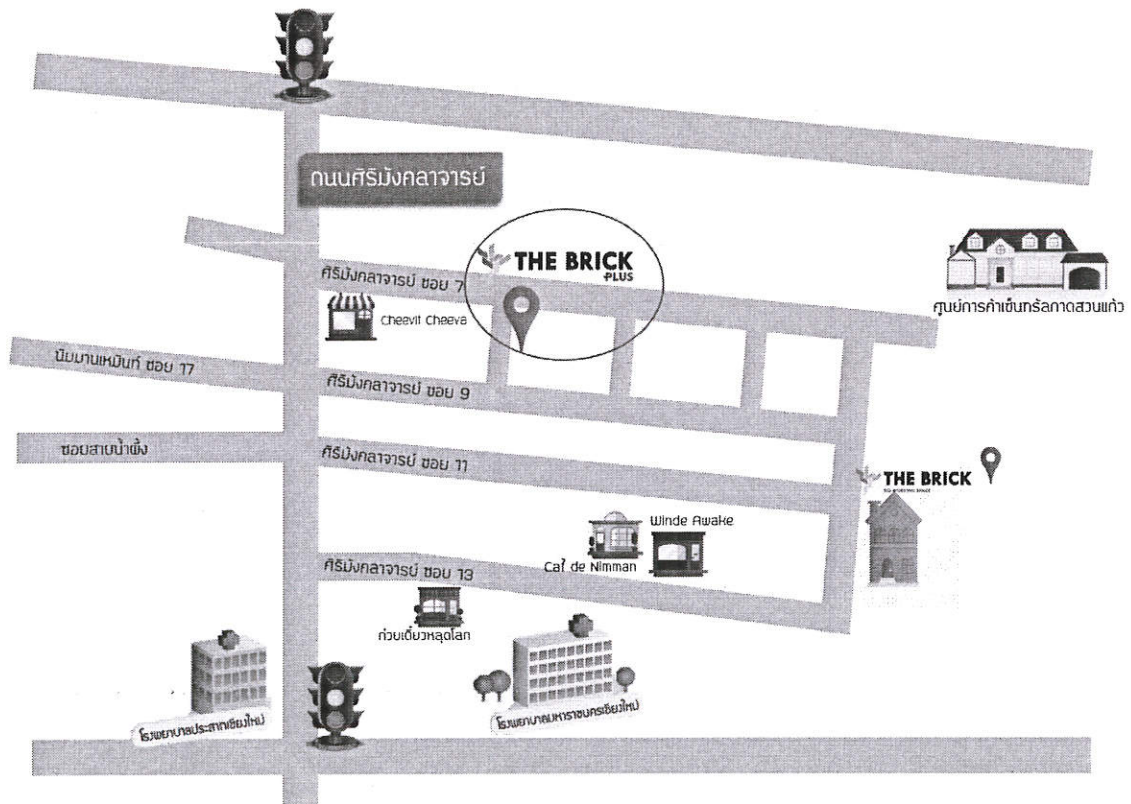 ถนนศิริมังคลาจารย์
THE BRICK
PLUS
ศิริมังคลาจารย์ ซอย 7
Cheevit Cheeva
ศูนย์การค้าเซ็นทรัลกาดสวนแก้ว
นิมมานเหมินท์ ซอย 17
ศิริมังคลาจารย์ ซอย 9
ซอยสายน้ำผึ้ง
ศิริมังคลาจารย์ ซอย 11
THE BRICK
Winde Awake
Caf de Nimman
ศิริมังคลาจารย์ ซอย 13
ก๋วยเตี๋ยวหลุดโลก
โรงพยาบาลประสาทเชียงใหม่
โรงพยาบาลมหาราชนครเชียงใหม่